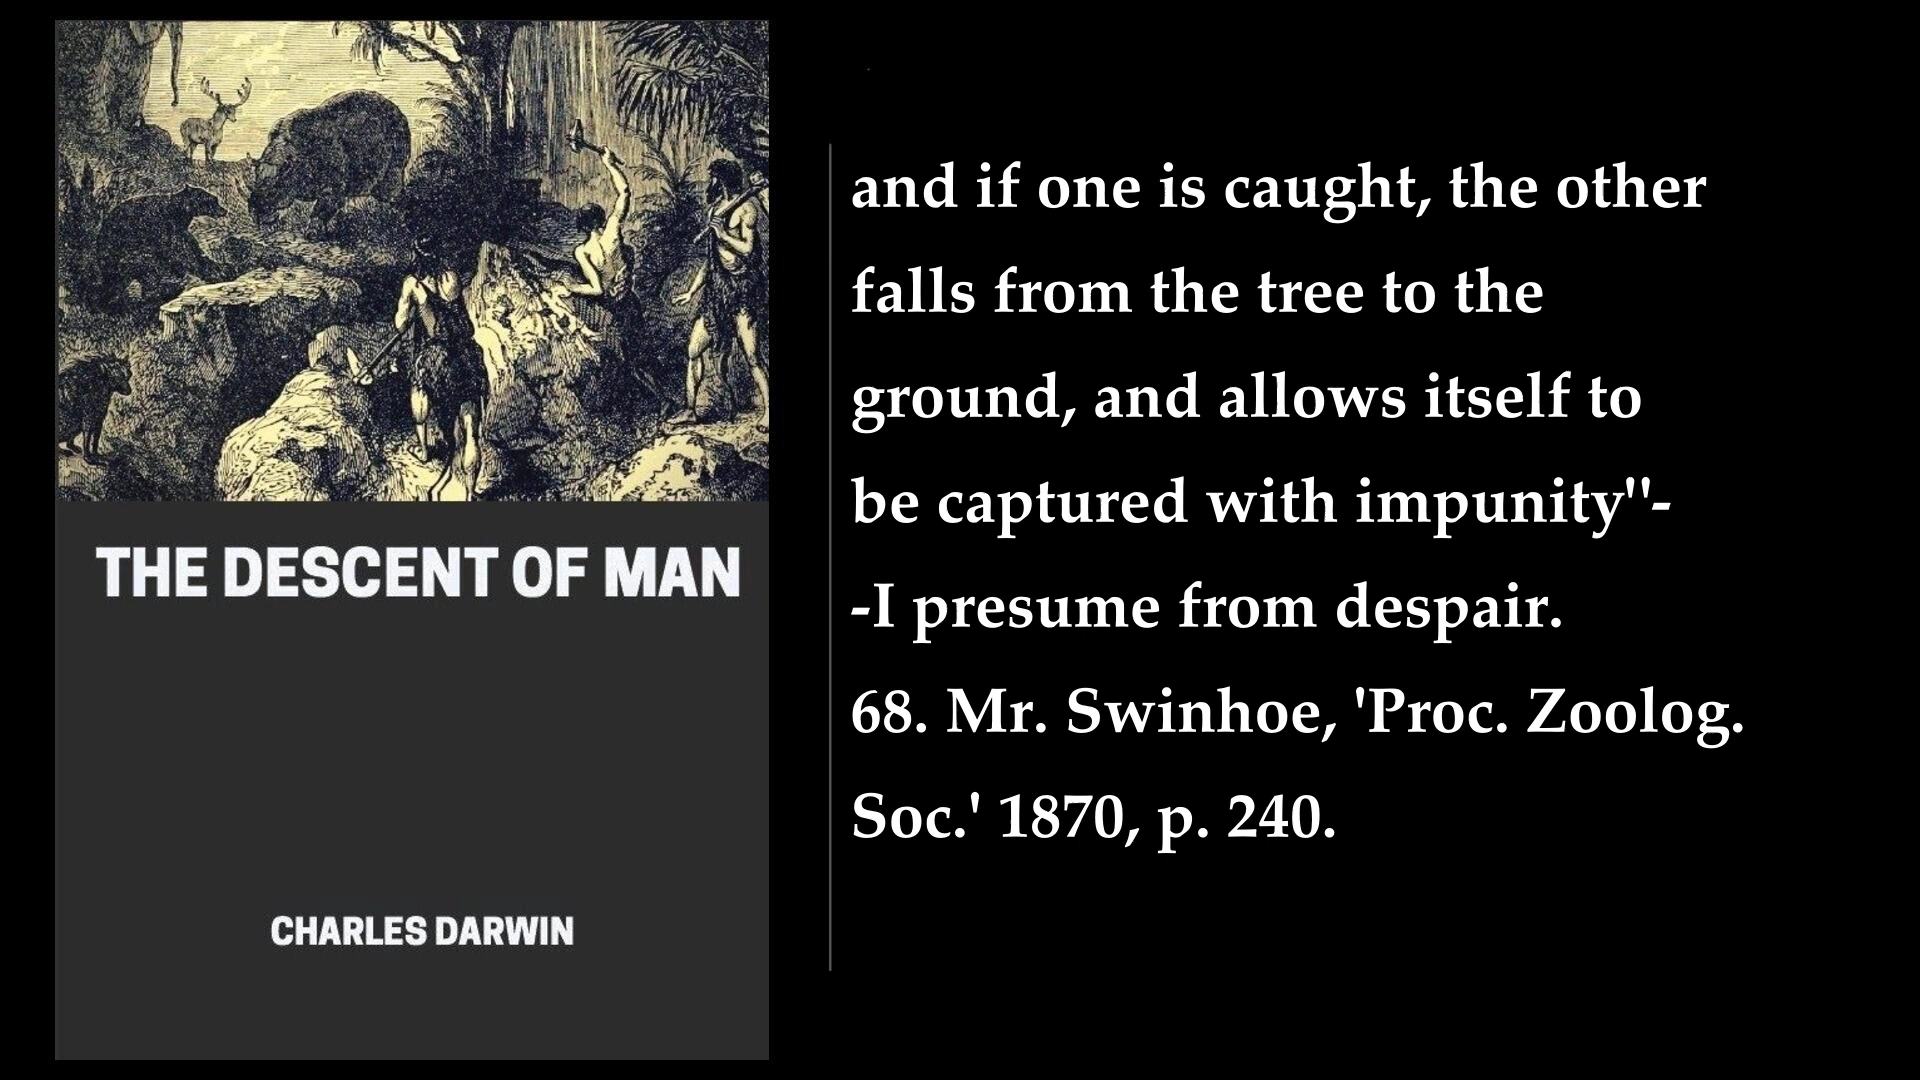 THE DESCENT OF MAN
CHARLES DARWIN
and if one is caught, the other
falls from the tree to the
ground, and allows itself to
be captured with impunity"-
-I presume from despair.
68. Mr. Swinhoe, 'Proc. Zoolog.
Soc.' 1870, p. 240.